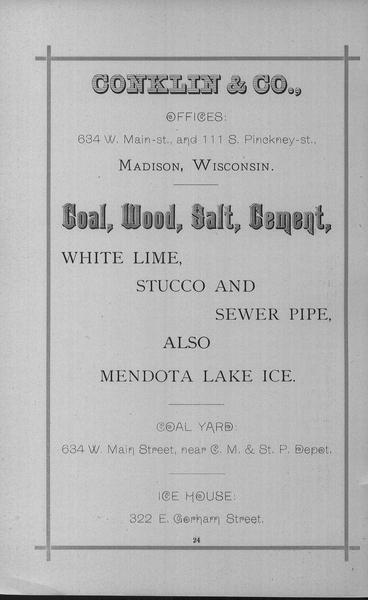 CONKLIN & CO.,
OFFICES:
634 W. Main-st., and 111 S. Pinckney-st.,
MADISON, WISCONSIN.
Coal, Wood, Salt, Cement,
WHITE LIME,
STUCCO AND
SEWER PIPE,
ALSO
MENDOTA LAKE ICE.
COAL YARD:
634 W. Main Street, near C. M. & St. P. Depot.
ICE HOUSE:
322 E. Gorham Street.
24